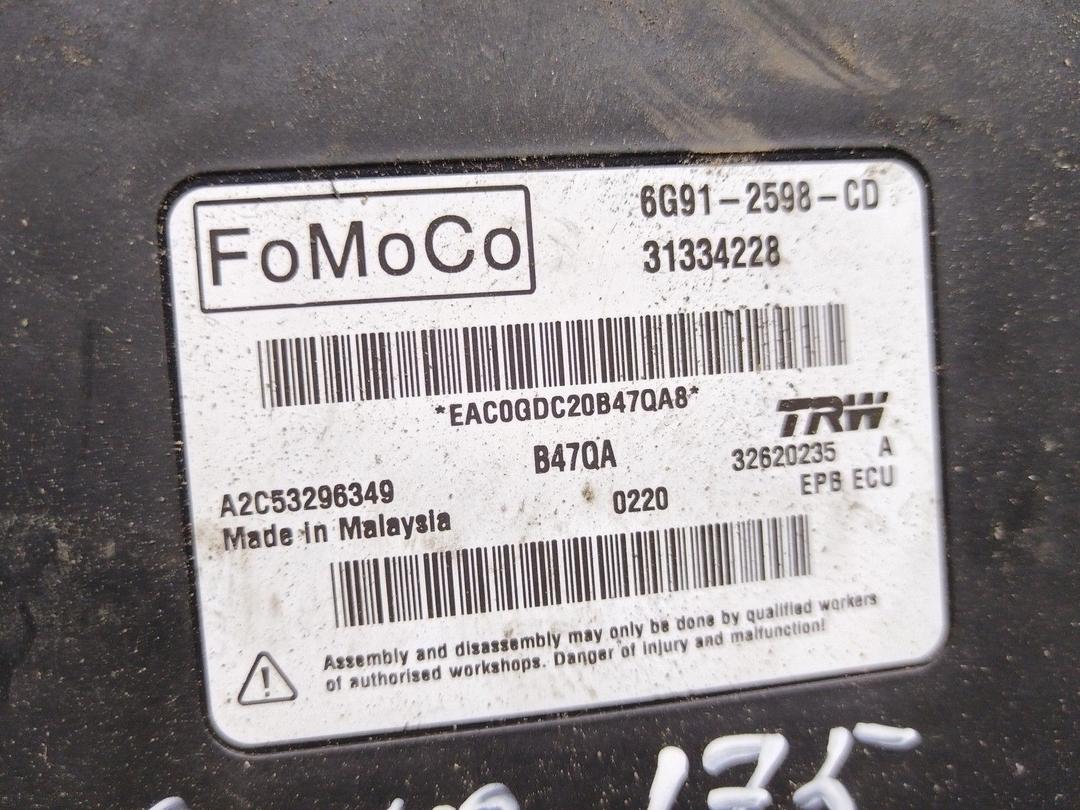 FoMoCo
6G91-2598-CD
31334228
*EAC0GDC20B47QA8*
TRW
B47QA
32620235 A
A2C53296349
0220
EPB ECU
Made in Malaysia
Assembly and disassembly may only be done by qualified workers
of authorised workshops. Danger of injury and malfunction!